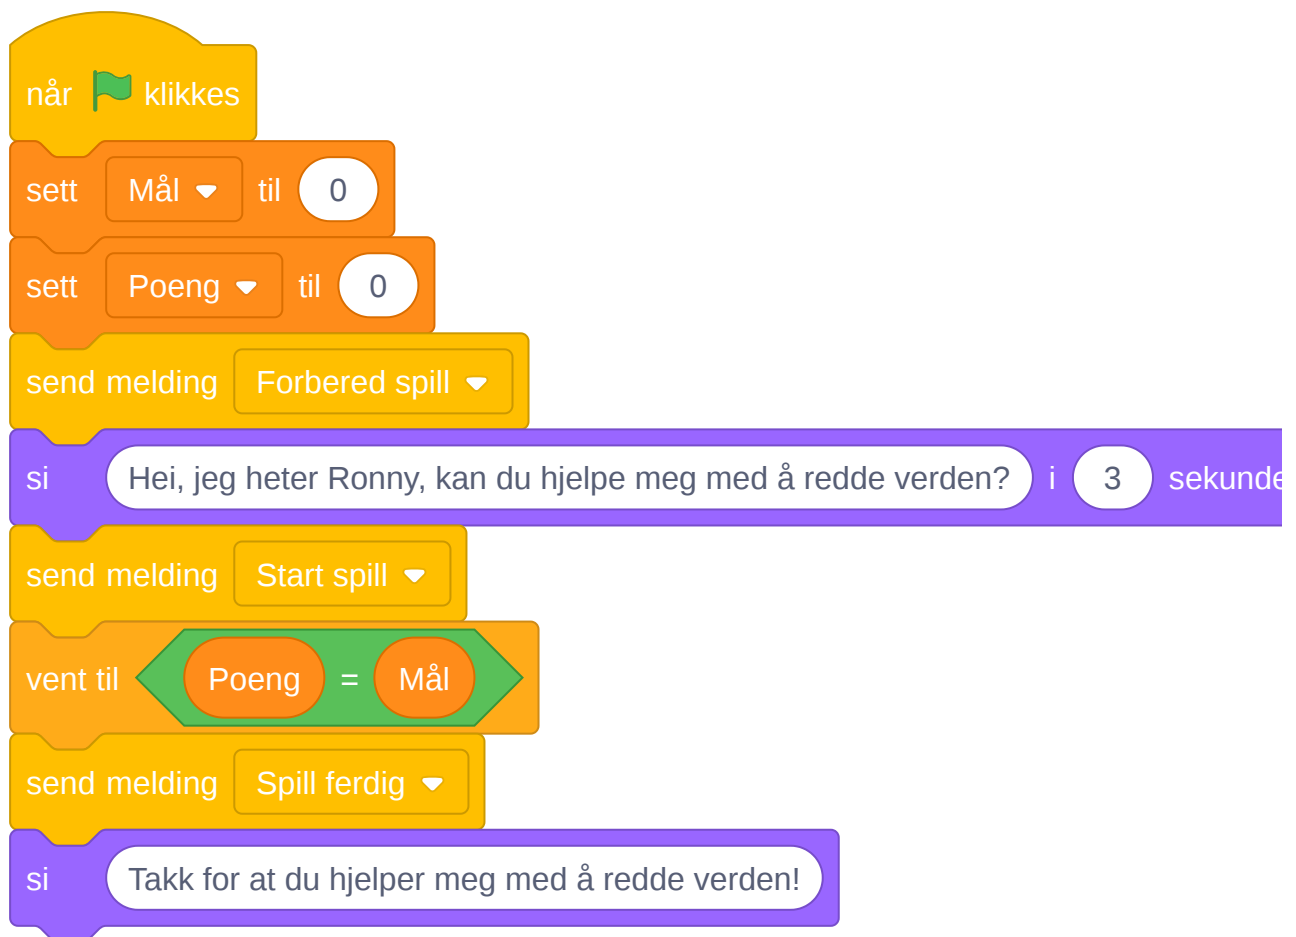 når klikkes
sett Mål til 0
sett Poeng til 0
send melding Forbered spill
si Hei, jeg heter Ronny, kan du hjelpe meg med å redde verden? i 3 sekunde
send melding Start spill
vent til Poeng = Mål
send melding Spill ferdig
si Takk for at du hjelper meg med å redde verden!